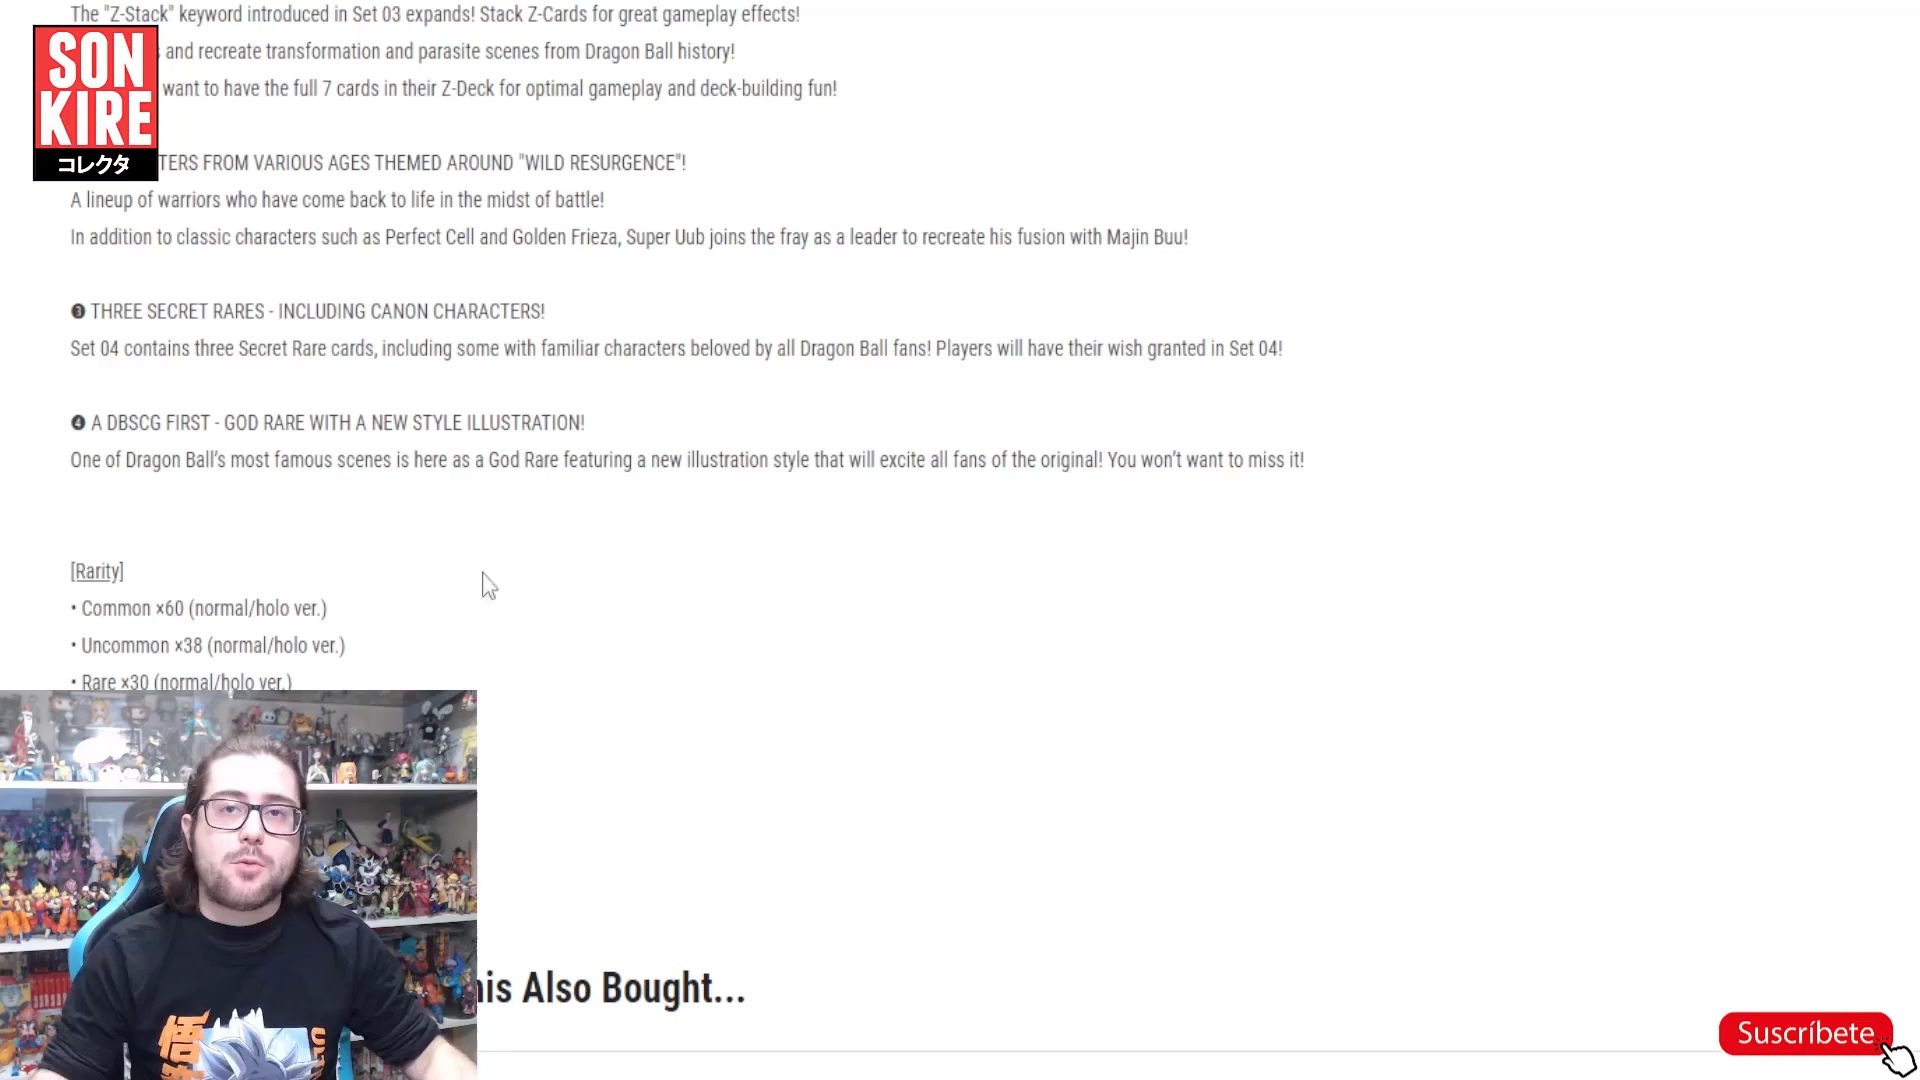 The "Z-Stack" keyword introduced in Set 03 expands! Stack Z-Cards for great gameplay effects!
SON
KIRE
コレクタ
and recreate transformation and parasite scenes from Dragon Ball history!
want to have the full 7 cards in their Z-Deck for optimal gameplay and deck-building fun!
TERS FROM VARIOUS AGES THEMED AROUND "WILD RESURGENCE"!
A lineup of warriors who have come back to life in the midst of battle!
In addition to classic characters such as Perfect Cell and Golden Frieza, Super Uub joins the fray as a leader to recreate his fusion with Majin Buu!
❸ THREE SECRET RARES - INCLUDING CANON CHARACTERS!
Set 04 contains three Secret Rare cards, including some with familiar characters beloved by all Dragon Ball fans! Players will have their wish granted in Set 04!
❹ A DBSCG FIRST - GOD RARE WITH A NEW STYLE ILLUSTRATION!
One of Dragon Ball’s most famous scenes is here as a God Rare featuring a new illustration style that will excite all fans of the original! You won’t want to miss it!
[Rarity]
• Common ×60 (normal/holo ver.)
• Uncommon ×38 (normal/holo ver.)
• Rare ×30 (normal/holo ver.)
his Also Bought...
悟
Suscríbete